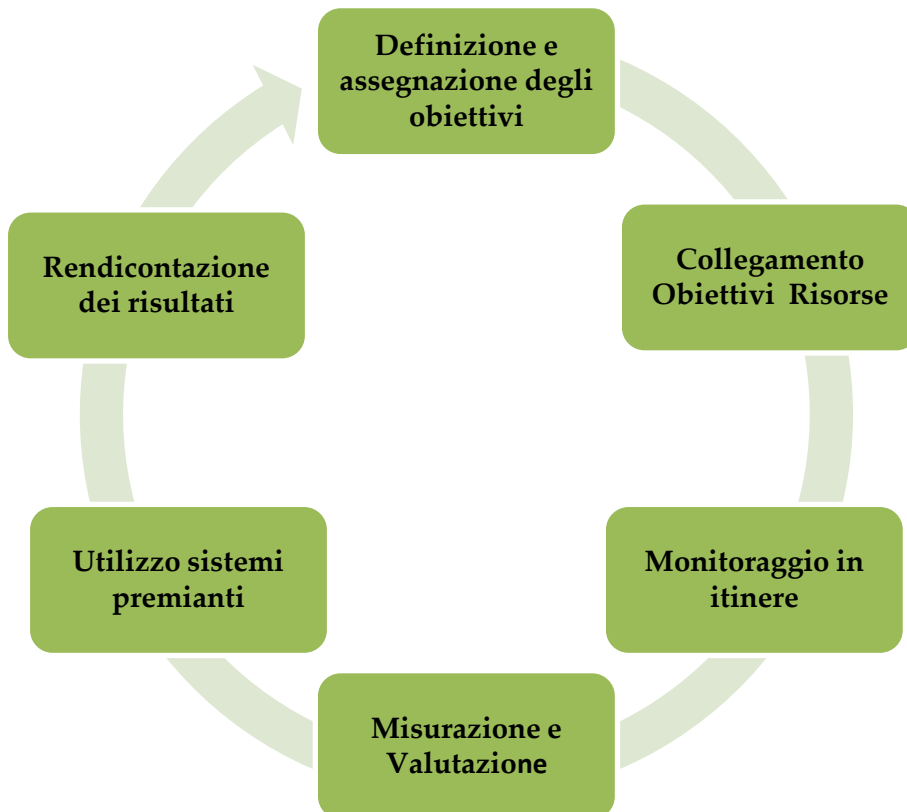 Definizione e
assegnazione degli
obiettivi
Collegamento
Obiettivi  Risorse
Monitoraggio in
itinere
Misurazione e
Valutazione
Utilizzo sistemi
premianti
Rendicontazione
dei risultati